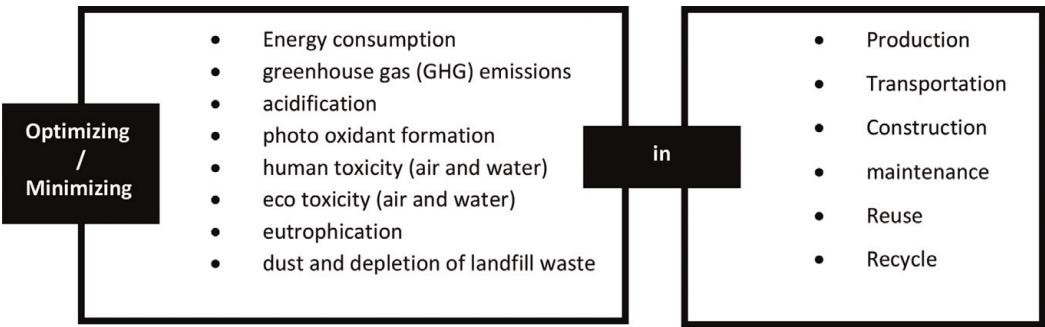 Optimizing
/
Minimizing
• Energy consumption
• greenhouse gas (GHG) emissions
• acidification
• photo oxidant formation
• human toxicity (air and water)
• eco toxicity (air and water)
• eutrophication
• dust and depletion of landfill waste
in
• Production
• Transportation
• Construction
• maintenance
• Reuse
• Recycle